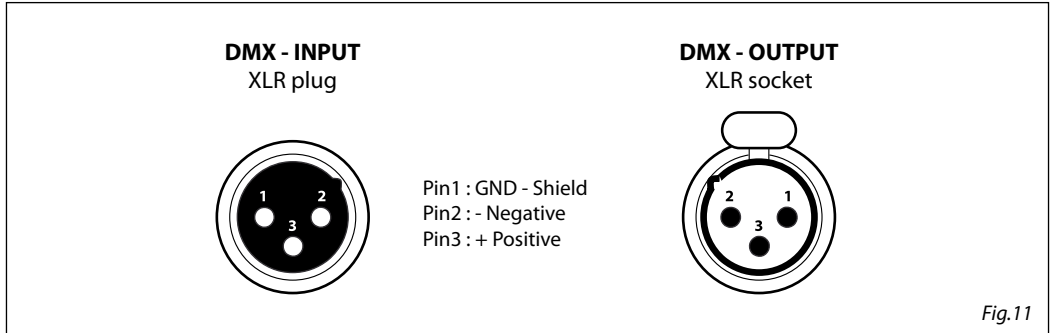 DMX - INPUT
XLR plug
1 2
3
Pin1 : GND - Shield
Pin2 : - Negative
Pin3 : + Positive
DMX - OUTPUT
XLR socket
2 1
3
Fig.11